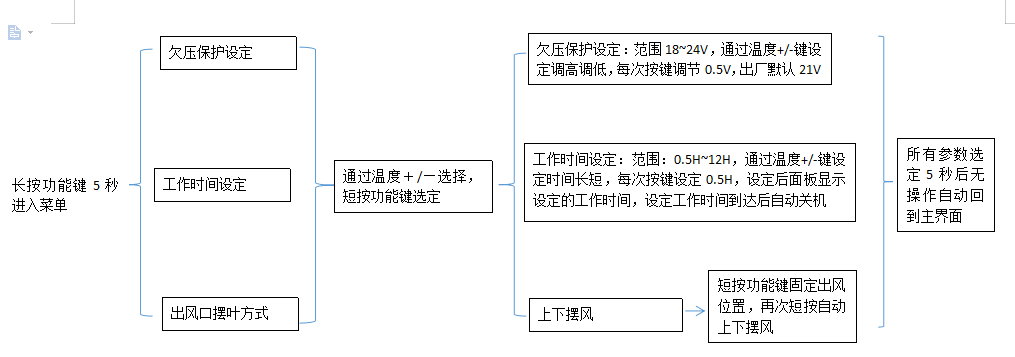 长按功能键 5 秒
进入菜单
欠压保护设定
工作时间设定
出风口摆叶方式
通过温度＋/－选择，
短按功能键选定
欠压保护设定：范围 18~24V，通过温度+/-键设
定调高调低，每次按键调节 0.5V，出厂默认 21V
工作时间设定：范围：0.5H~12H，通过温度+/-键设
定时间长短，每次按键设定 0.5H，设定后面板显示
设定的工作时间，设定工作时间到达后自动关机
上下摆风
短按功能键固定出风
位置，再次短按自动
上下摆风
所有参数选
定 5 秒后无
操作自动回
到主界面